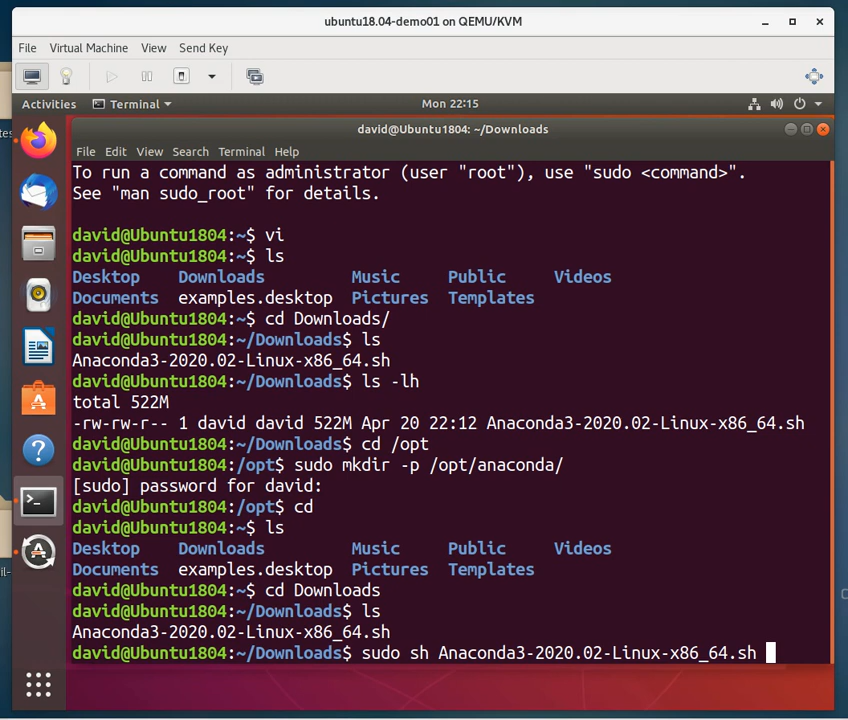 ubuntu18.04-demo01 on QEMU/KVM
File Virtual Machine View Send Key
Activities Terminal Mon 22:15
david@Ubuntu1804: ~/Downloads
File Edit View Search Terminal Help
To run a command as administrator (user "root"), use "sudo <command>".
See "man sudo_root" for details.
david@Ubuntu1804:~$ vi
david@Ubuntu1804:~$ ls
Desktop Downloads Music Public Videos
Documents examples.desktop Pictures Templates
david@Ubuntu1804:~$ cd Downloads/
david@Ubuntu1804:~/Downloads$ ls
Anaconda3-2020.02-Linux-x86_64.sh
david@Ubuntu1804:~/Downloads$ ls -lh
total 522M
-rw-rw-r-- 1 david david 522M Apr 20 22:12 Anaconda3-2020.02-Linux-x86_64.sh
david@Ubuntu1804:~/Downloads$ cd /opt
david@Ubuntu1804:/opt$ sudo mkdir -p /opt/anaconda/
[sudo] password for david:
david@Ubuntu1804:/opt$ cd
david@Ubuntu1804:~$ ls
Desktop Downloads Music Public Videos
Documents examples.desktop Pictures Templates
david@Ubuntu1804:~$ cd Downloads
david@Ubuntu1804:~/Downloads$ ls
Anaconda3-2020.02-Linux-x86_64.sh
david@Ubuntu1804:~/Downloads$ sudo sh Anaconda3-2020.02-Linux-x86_64.sh